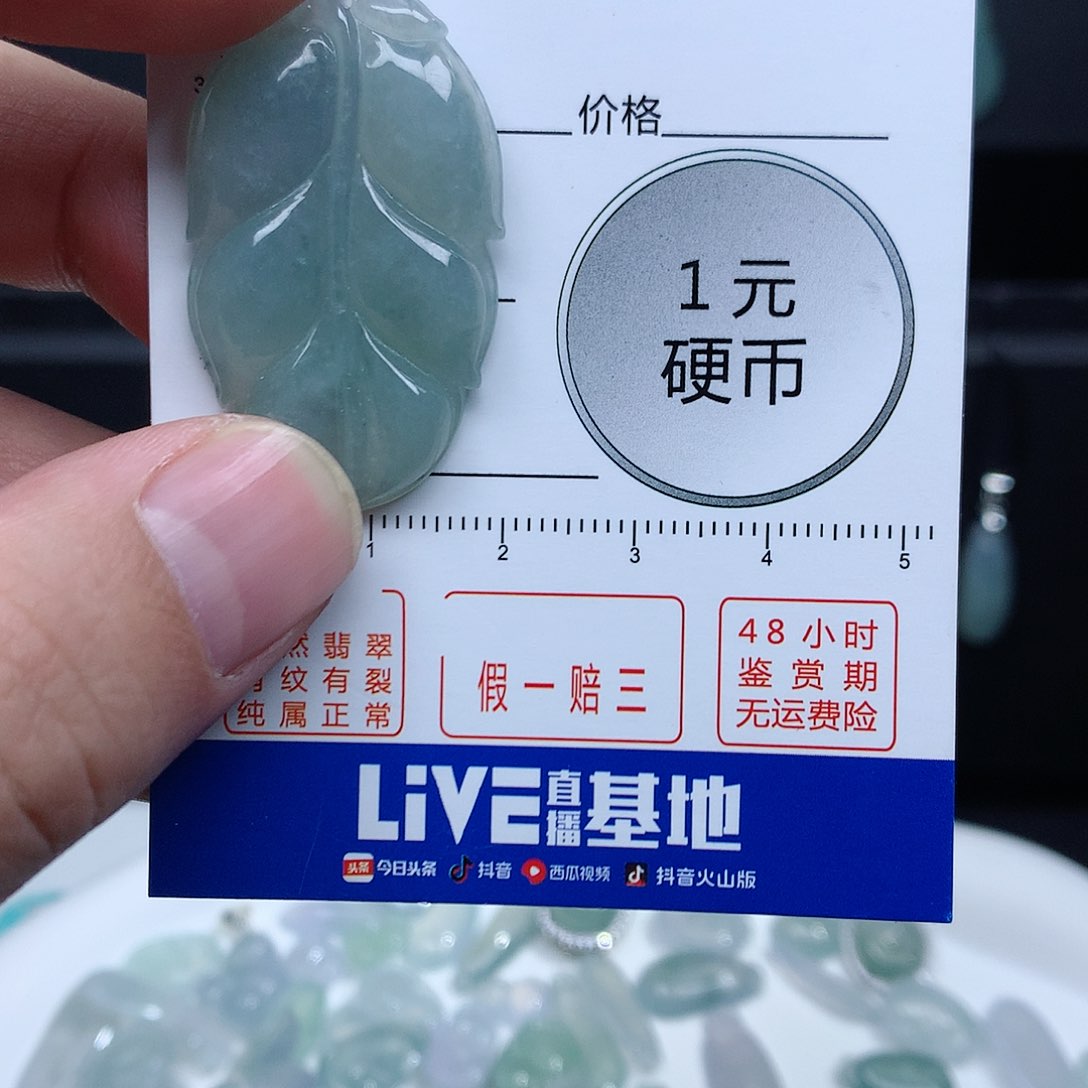 3
价格
1元
硬币
1 2 3 4 5
然翡翠
有纹有裂
纯属正常
假一赔三
48小时
鉴赏期
无运费险
LiVE直播基地
头条 今日头条 抖音 西瓜视频 抖音火山版